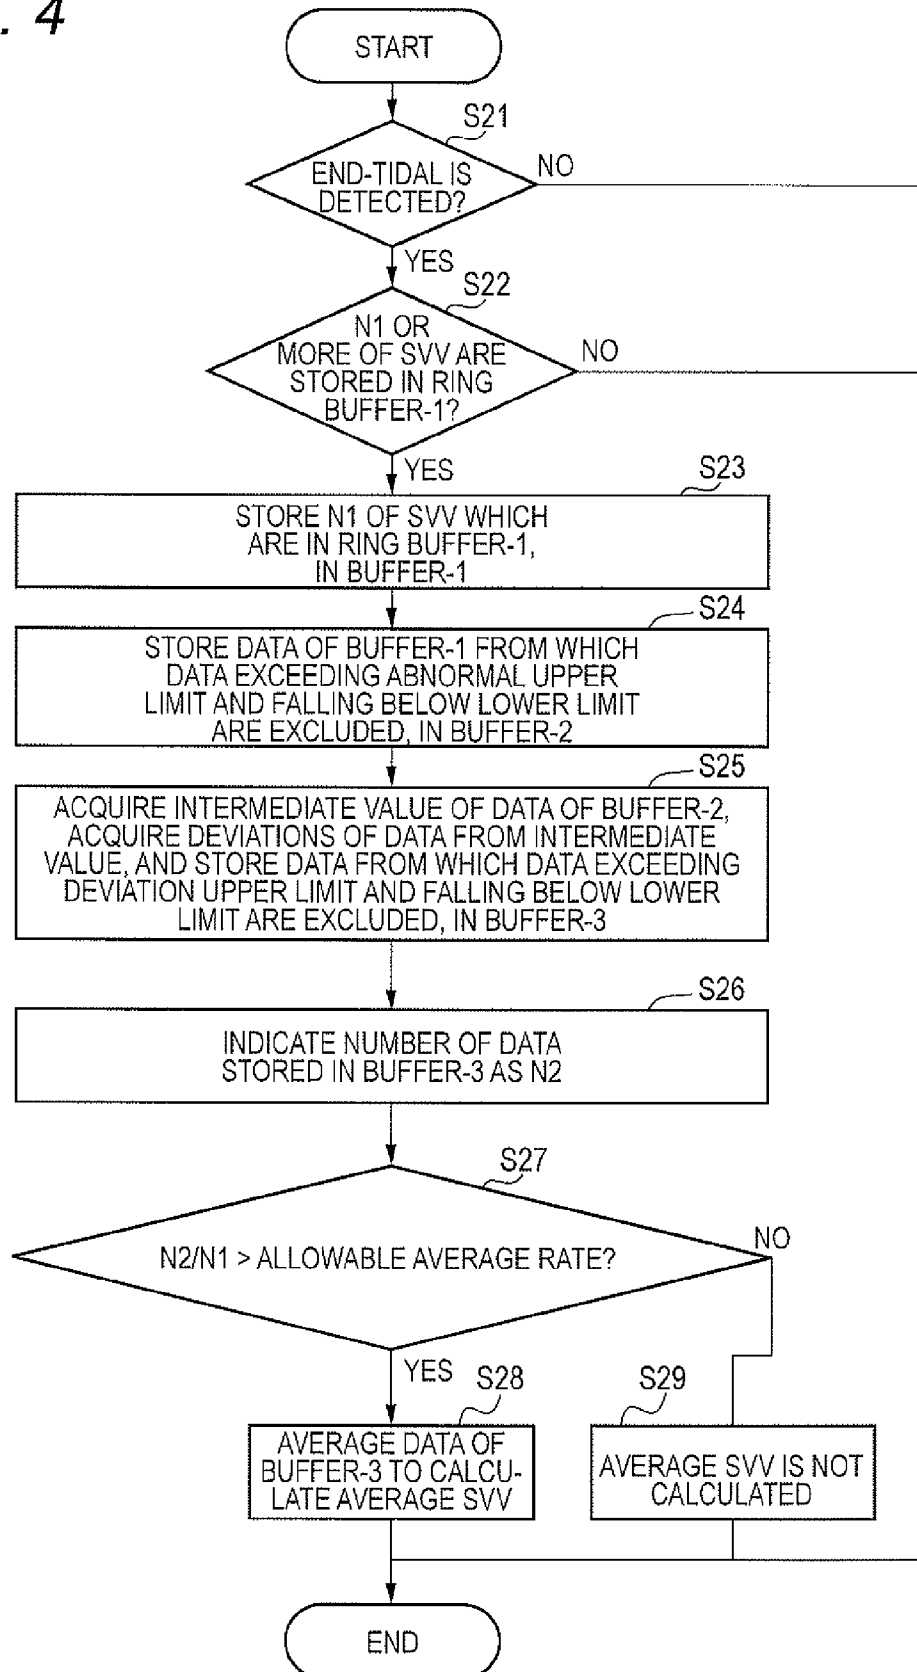 . 4
START
S21
END-TIDAL IS
DETECTED?
NO
YES
S22
N1 OR
MORE OF SVV ARE
STORED IN RING
BUFFER-1?
NO
YES
S23
STORE N1 OF SVV WHICH
ARE IN RING BUFFER-1,
IN BUFFER-1
S24
STORE DATA OF BUFFER-1 FROM WHICH
DATA EXCEEDING ABNORMAL UPPER
LIMIT AND FALLING BELOW LOWER LIMIT
ARE EXCLUDED, IN BUFFER-2
S25
ACQUIRE INTERMEDIATE VALUE OF DATA OF BUFFER-2,
ACQUIRE DEVIATIONS OF DATA FROM INTERMEDIATE
VALUE, AND STORE DATA FROM WHICH DATA EXCEEDING
DEVIATION UPPER LIMIT AND FALLING BELOW LOWER
LIMIT ARE EXCLUDED, IN BUFFER-3
S26
INDICATE NUMBER OF DATA
STORED IN BUFFER-3 AS N2
S27
N2/N1 > ALLOWABLE AVERAGE RATE?
NO
YES
S28
AVERAGE DATA OF
BUFFER-3 TO CALCU-
LATE AVERAGE SVV
S29
AVERAGE SVV IS NOT
CALCULATED
END